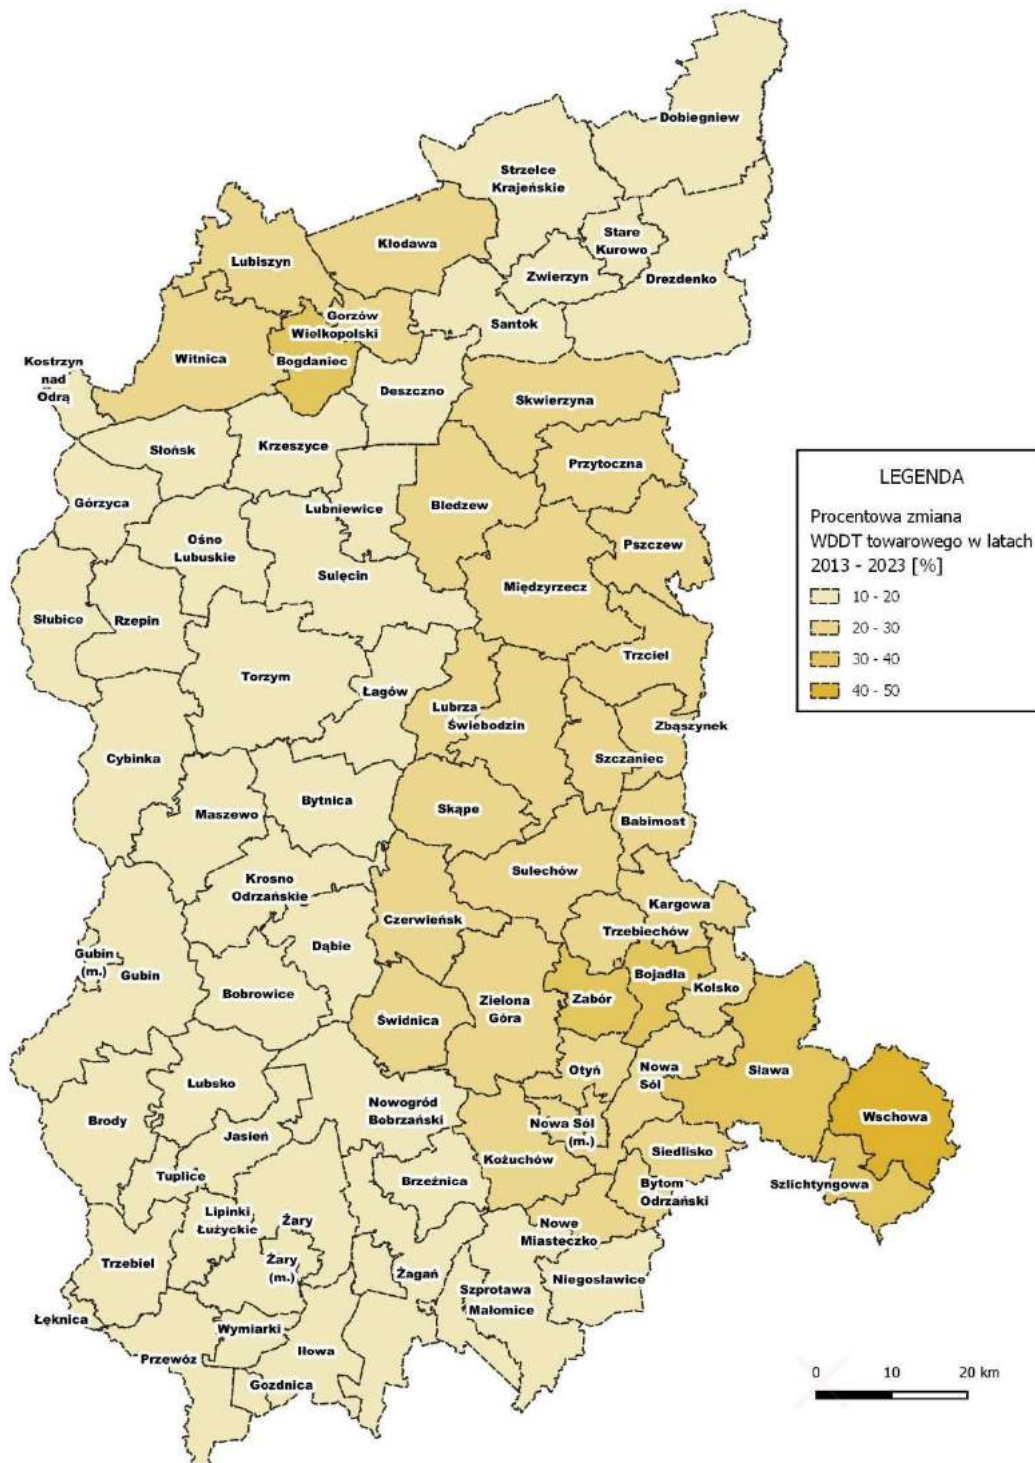 Dobiegniew
Strzelce
Krajeńskie
Stare
Kurowo
Kłodawa
Lubiszyn
Zwierzyn
Drezdenko
Gorzów
Wielkopolski
Santok
Witnica
Bogdaniec
Kostrzyn
nad
Odrą
Deszczno
Skwierzyna
Krzeszyce
Słońsk
Przytoczna
Górzyca
Lubniewice
Bledzew
Ośno
Lubuskie
Pszczew
Sulęcin
Międzyrzecz
Słubice
Rzepin
Trzciel
Torzym
Łagów
Lubrza
Świebodzin
Zbąszynek
Cybinka
Szczaniec
Bytnica
Skąpe
Maszewo
Babimost
Sulechów
Krosno
Odrzańskie
Kargowa
Czerwieńsk
Trzebiechów
Dąbie
Gubin
(m.)
Gubin
Bojadła
Kolsko
Bobrowice
Zabór
Zielona
Góra
Świdnica
Otyń
Nowa
Sól
Sława
Lubsko
Nowogród
Bobrzański
Wschowa
Brody
Jasień
Nowa Sól
(m.)
Kożuchów
Siedlisko
Tuplice
Brzeźnica
Bytom
Odrzański
Szlichtyngowa
Lipinki
Łużyckie
Żary
Nowe
Miasteczko
Trzebiel
Żary
(m.)
Żagań
Niegosławice
Szprotawa
Małomice
Łęknica
Wymiarki
Iłowa
Przewóz
Gozdnica
LEGENDA
Procentowa zmiana
WDDT towarowego w latach
2013 - 2023 [%]
10 - 20
20 - 30
30 - 40
40 - 50
0 10 20 km